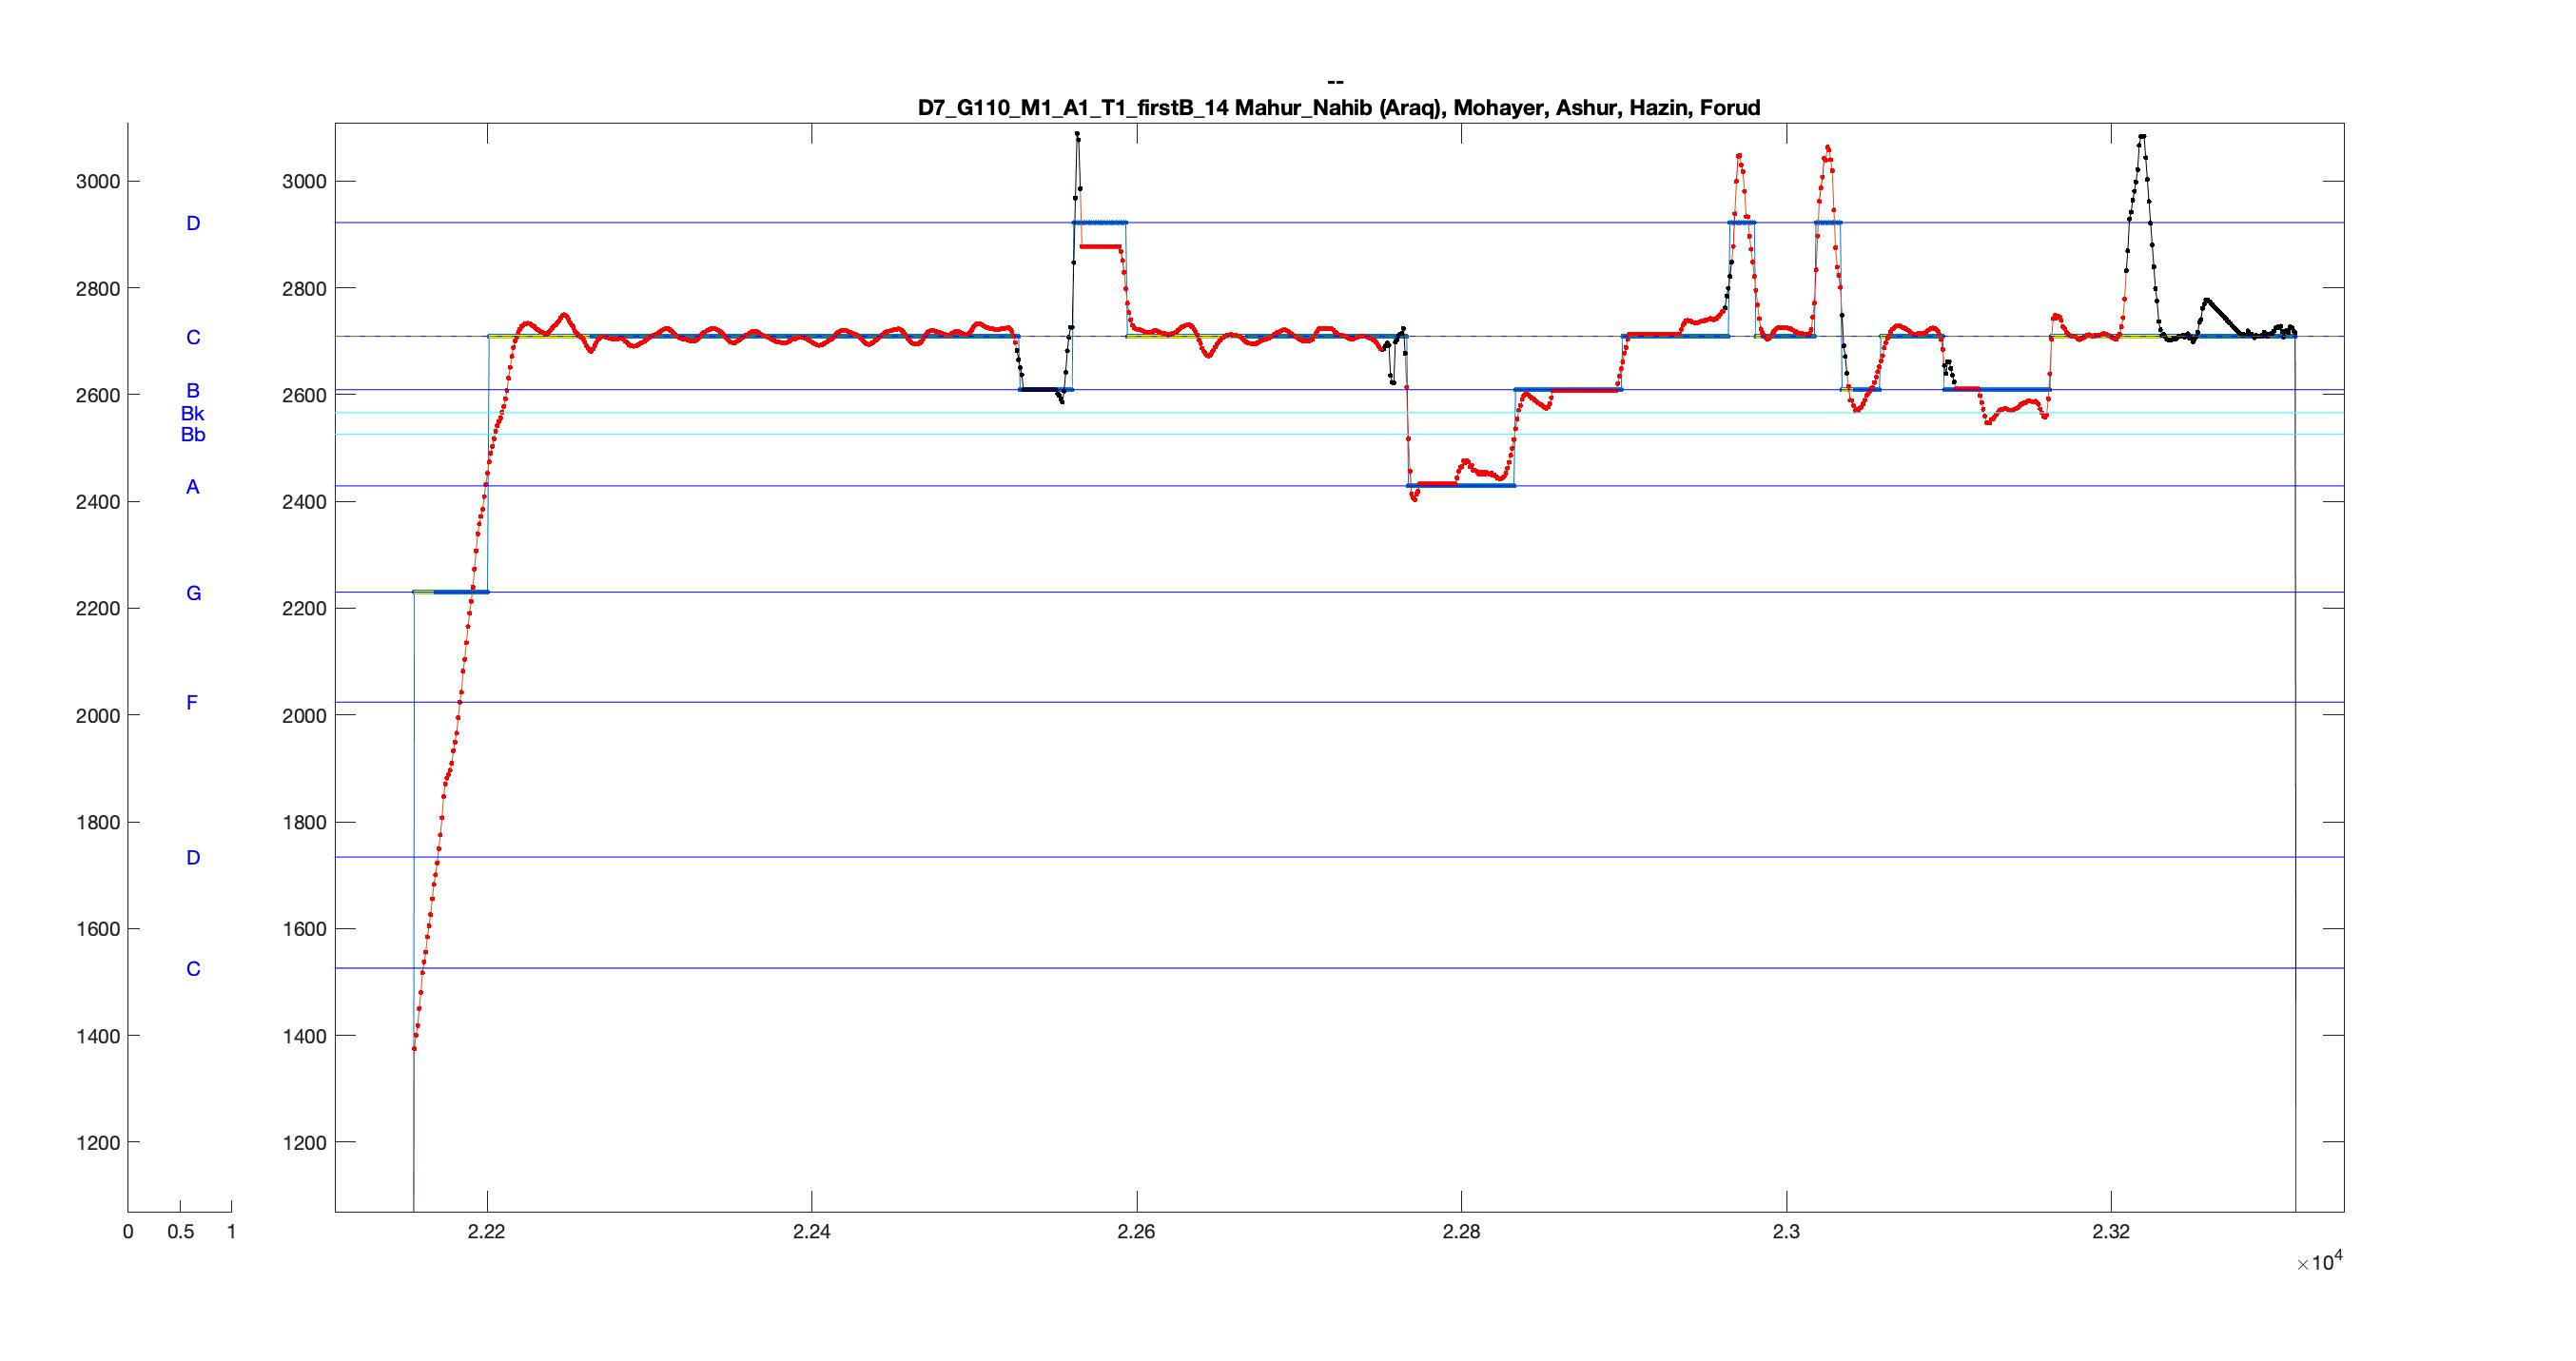 --
D7_G110_M1_A1_T1_firstB_14 Mahur_Nahib (Araq), Mohayer, Ashur, Hazin, Forud
3000 3000
D
2800 2800
C
B
2600 2600
Bk
Bb
A
2400 2400
G
2200 2200
F
2000 2000
D
1800 1800
1600 1600
C
1400 1400
1200 1200
0 0.5 1 2.22 2.24 2.26 2.28 2.3 2.32
×10⁴